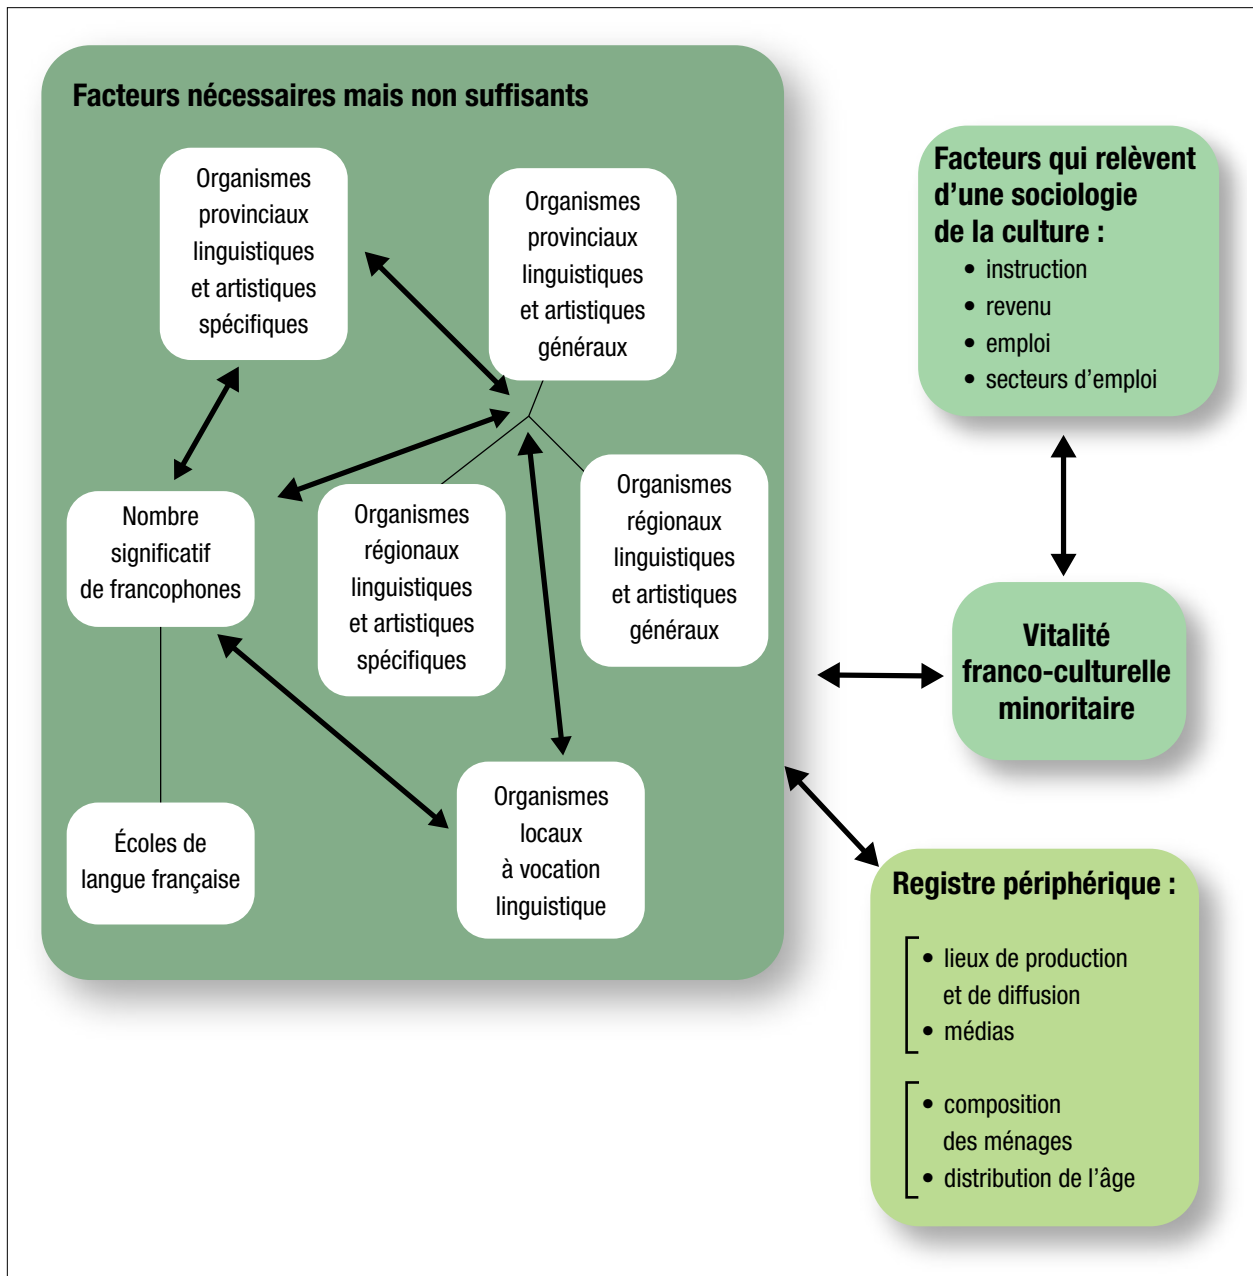 Facteurs nécessaires mais non suffisants
Organismes
provinciaux
linguistiques
et artistiques
spécifiques
Organismes
provinciaux
linguistiques
et artistiques
généraux
Nombre
significatif
de francophones
Organismes
régionaux
linguistiques
et artistiques
spécifiques
Organismes
régionaux
linguistiques
et artistiques
généraux
Écoles de
langue française
Organismes
locaux
à vocation
linguistique
Facteurs qui relèvent
d’une sociologie
de la culture :
• instruction
• revenu
• emploi
• secteurs d’emploi
Vitalité
franco-culturelle
minoritaire
Registre périphérique :
• lieux de production
et de diffusion
• médias
• composition
des ménages
• distribution de l’âge